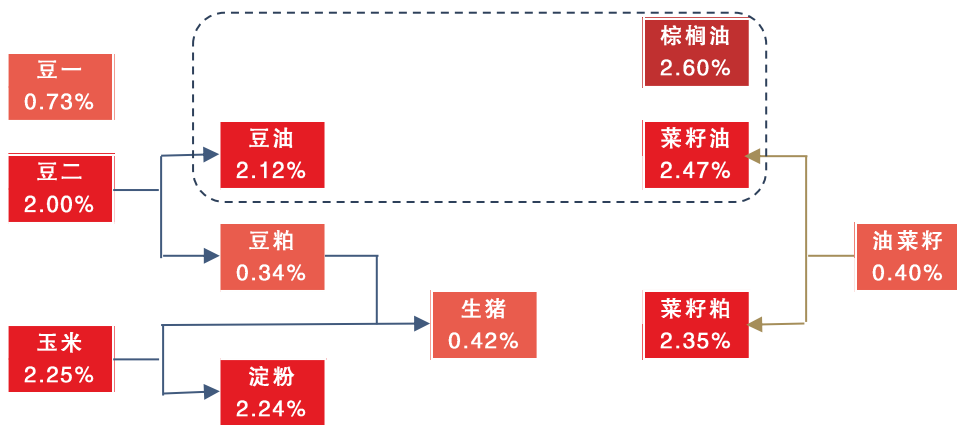 棕榈油
2.60%
豆一
0.73%
豆油
2.12%
菜籽油
2.47%
豆二
2.00%
豆粕
0.34%
油菜籽
0.40%
生猪
0.42%
菜籽粕
2.35%
玉米
2.25%
淀粉
2.24%